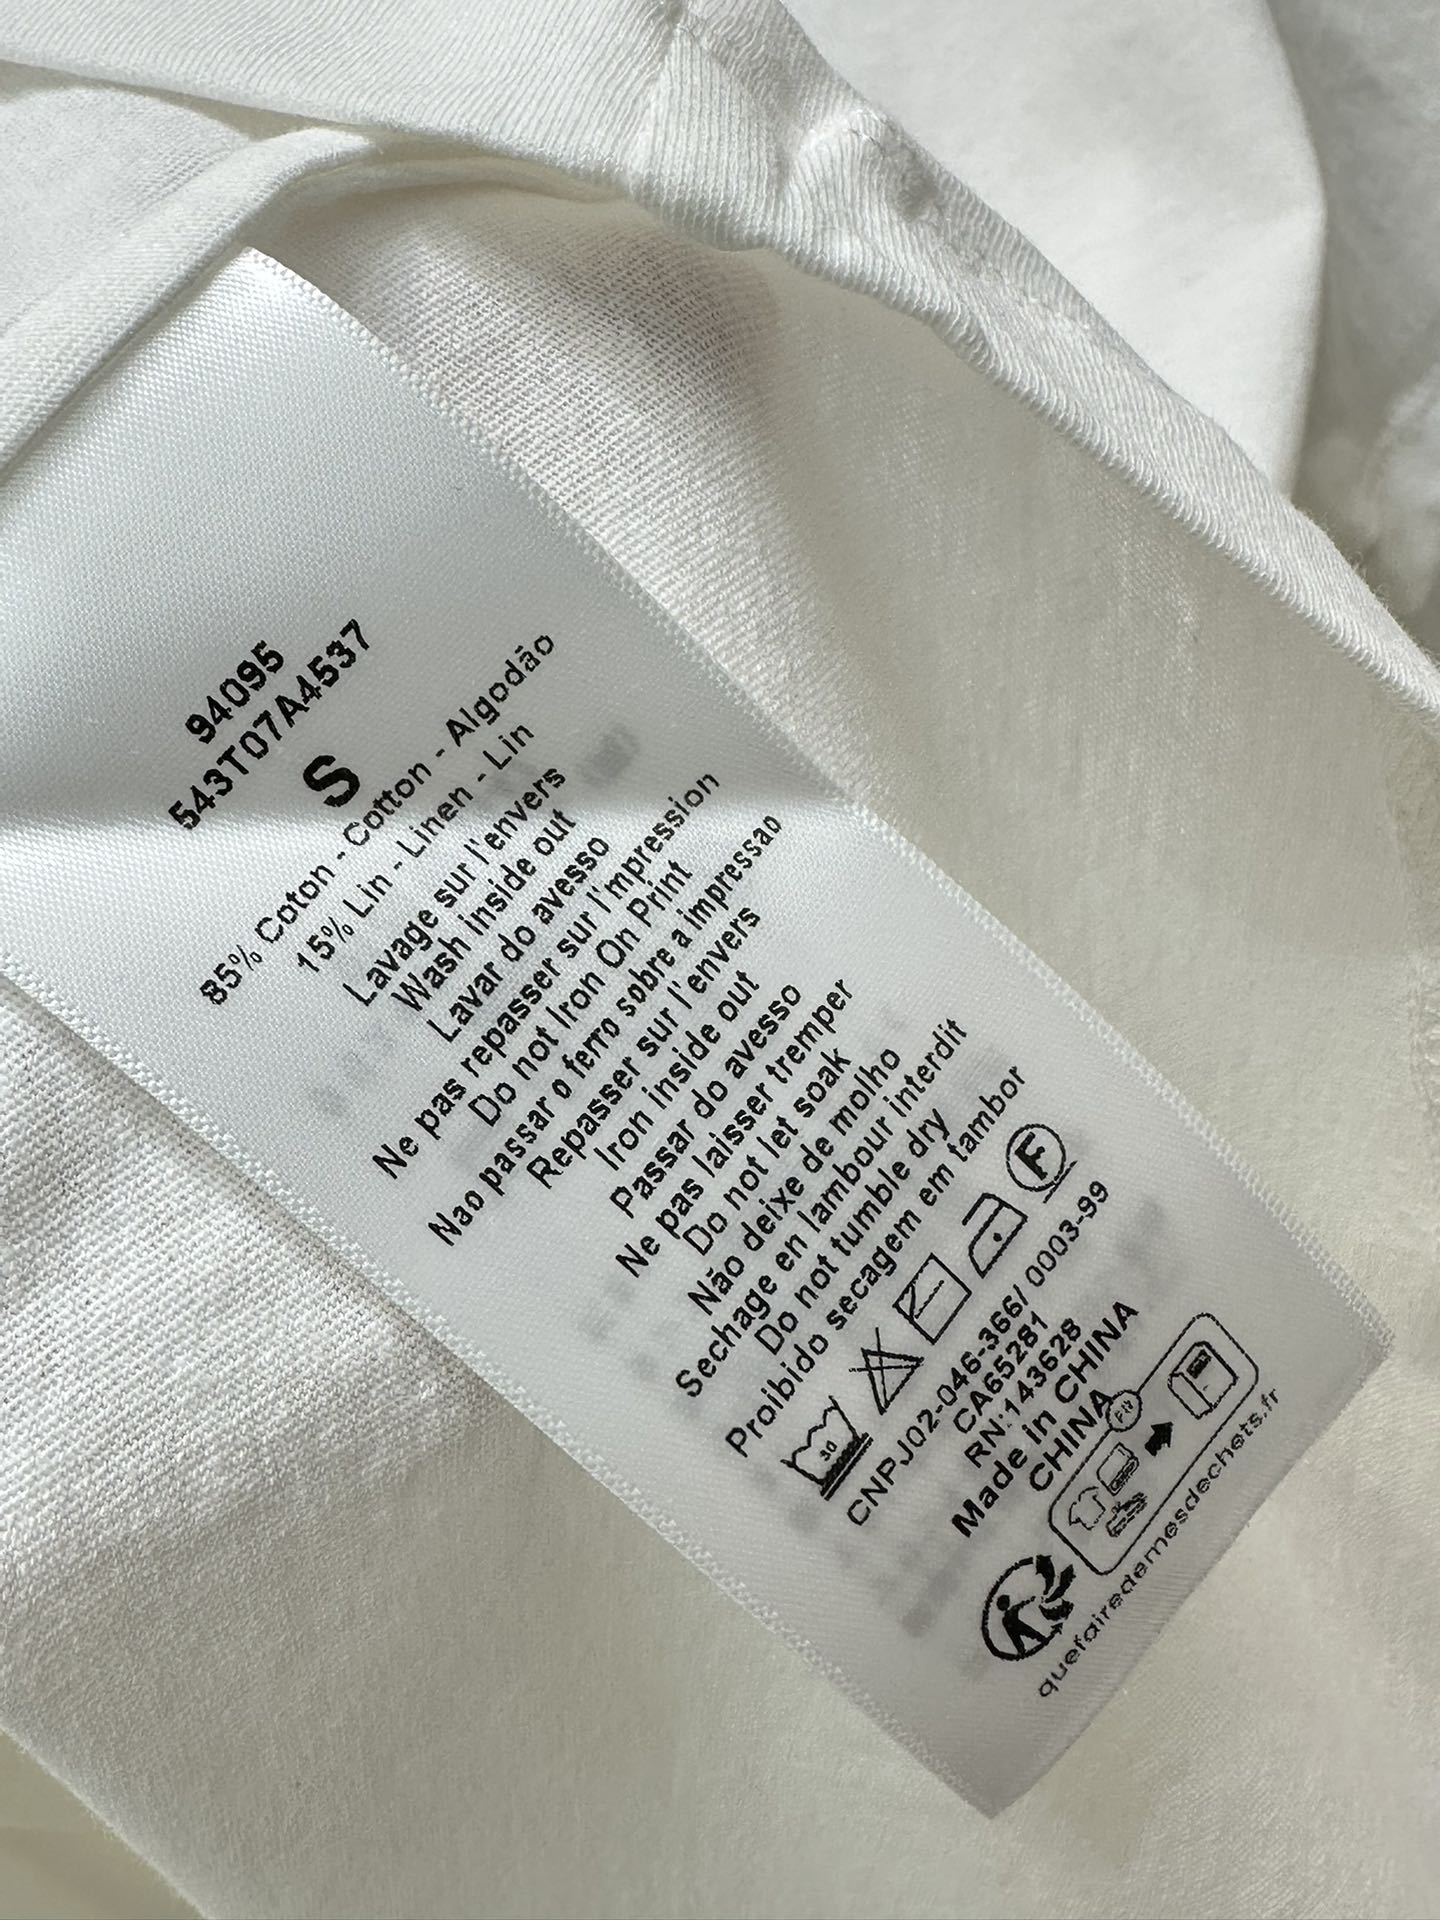 94095
543T07A4537
S
85% Coton - Cotton - Algodão
15% Lin - Linen - Lin
Lavage sur l'envers
Wash inside out
Lavar do avesso
Ne pas repasser sur l'mpression
Do not Iron On Print
Nao passar o ferro sobre a impressao
Repasser sur l'envers
Iron inside out
Passar do avesso
Ne pas laisser tremper
Do not let soak
Não deixe de molho
Sechage en lambour interdit
Do not tumble dry
Proibido secagem em tambor
30 F
CNPJ02-046-366/ 0003-99
CA65281
RN:143628
Made in CHINA
CHINA
FR
quefairedemesdechets.fr